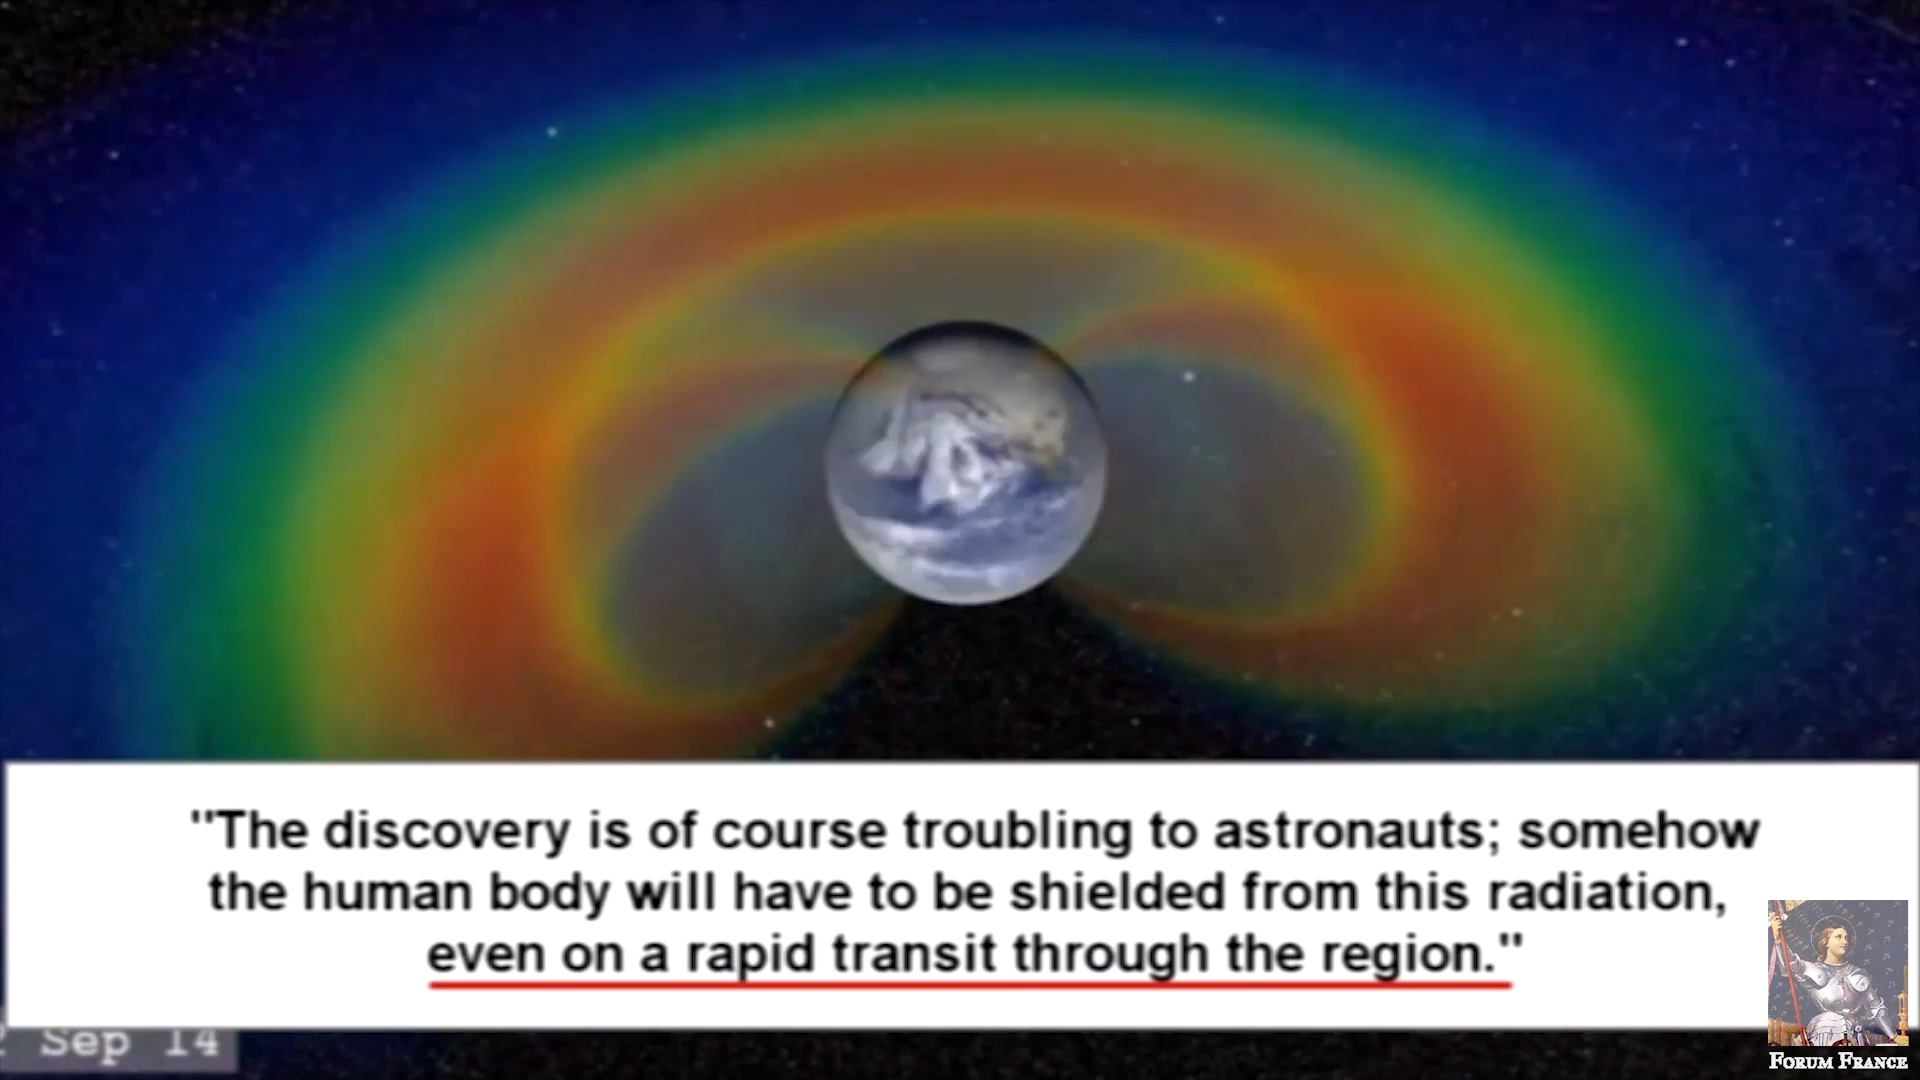 "The discovery is of course troubling to astronauts; somehow
the human body will have to be shielded from this radiation,
even on a rapid transit through the region."
Sep 14
FORUM FRANCE